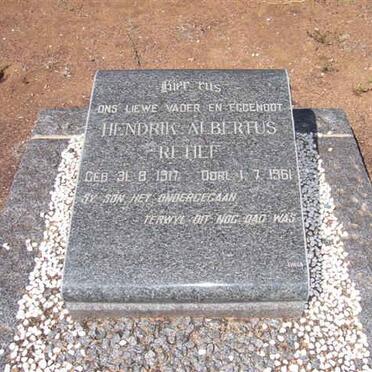 Hier rus
ONS LIEWE VADER EN EGGENOOT
HENDRIK ALBERTUS
RETIEF
GEB. 31. 8. 1917. OORL. 1. 7. 1961
SY SON HET ONDERGEGAAN
TERWYL DIT NOG DAG WAS